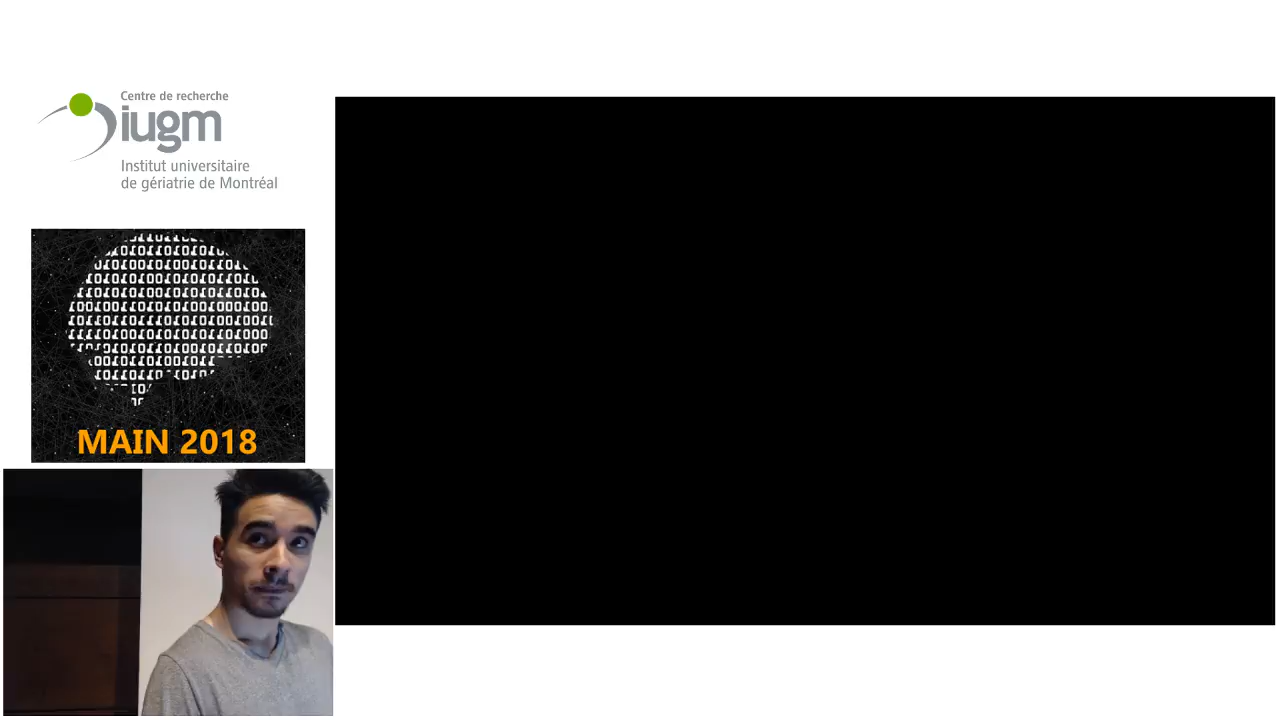 Centre de recherche
iugm
Institut universitaire
de gériatrie de Montréal
MAIN 2018